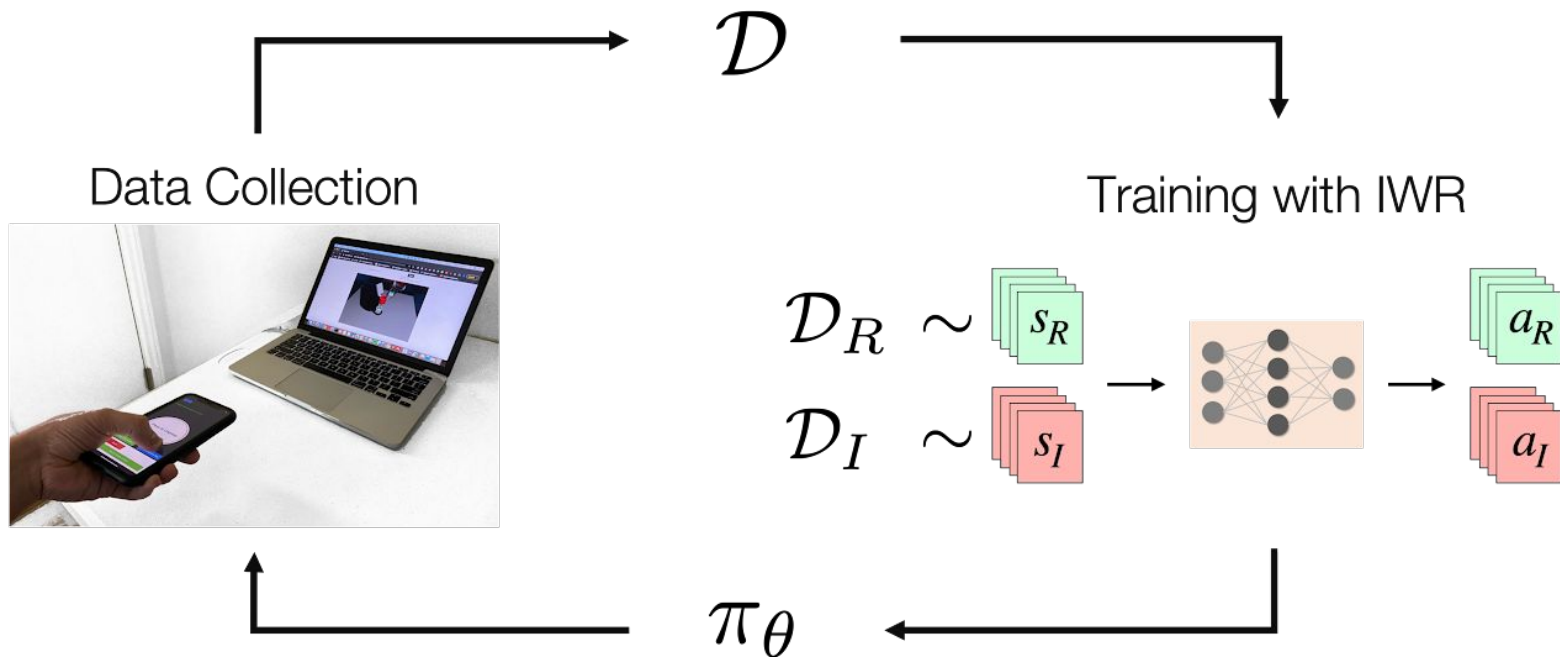 𝒟
Data Collection
Training with IWR
𝒟_R ∼ s_R a_R
𝒟_I ∼ s_I a_I
π_θ